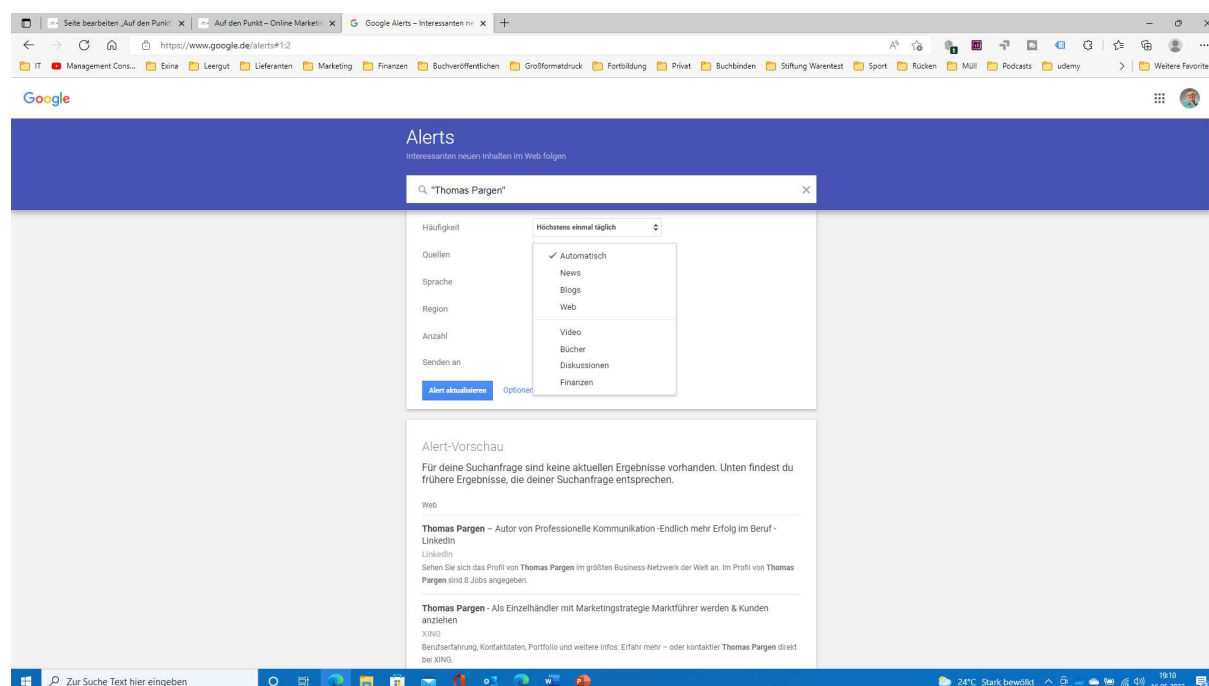 Seite bearbeiten „Auf den Punkt
Auf den Punkt – Online Marketin
Google Alerts – Interessanten ne
https://www.google.de/alerts#1:2
IT
Management Cons...
Exina
Leergut
Lieferanten
Marketing
Finanzen
Buchveröffentlichen
Großformatdruck
Fortbildung
Privat
Buchbinden
Stiftung Warentest
Sport
Rücken
Müll
Podcasts
udemy
Weitere Favorite
Google
Alerts
Interessanten neuen Inhalten im Web folgen
"Thomas Pargen"
Häufigkeit
Höchstens einmal täglich
Quellen
Automatisch
News
Sprache
Blogs
Region
Web
Anzahl
Video
Bücher
Senden an
Diskussionen
Finanzen
Alert aktualisieren
Optionen
Alert-Vorschau
Für deine Suchanfrage sind keine aktuellen Ergebnisse vorhanden. Unten findest du
frühere Ergebnisse, die deiner Suchanfrage entsprechen.
Web
Thomas Pargen – Autor von Professionelle Kommunikation -Endlich mehr Erfolg im Beruf -
LinkedIn
LinkedIn
Sehen Sie sich das Profil von Thomas Pargen im größten Business-Netzwerk der Welt an. Im Profil von Thomas
Pargen sind 8 Jobs angegeben.
Thomas Pargen - Als Einzelhändler mit Marketingstrategie Marktführer werden & Kunden
anziehen
XING
Berufserfahrung, Kontaktdaten, Portfolio und weitere Infos: Erfahr mehr – oder kontaktier Thomas Pargen direkt
bei XING.
Zur Suche Text hier eingeben
24°C Stark bewölkt
19:10